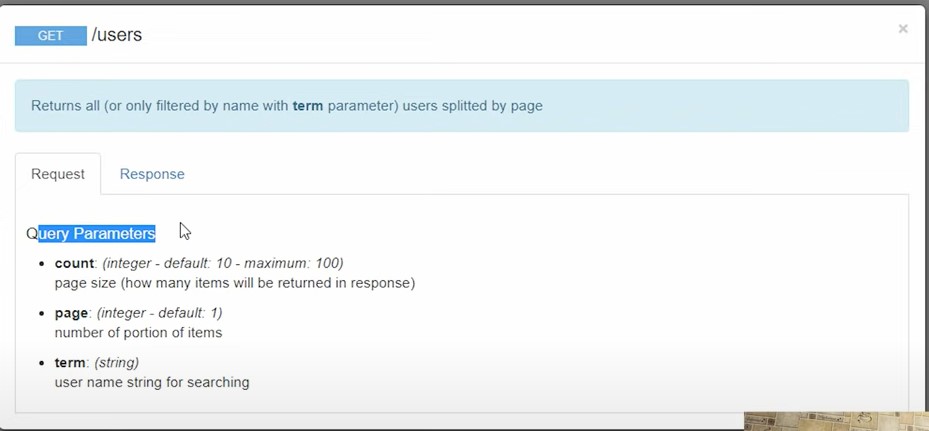 GET /users ×
Returns all (or only filtered by name with term parameter) users splitted by page
Request Response
Query Parameters
count: (integer - default: 10 - maximum: 100)
page size (how many items will be returned in response)
page: (integer - default: 1)
number of portion of items
term: (string)
user name string for searching